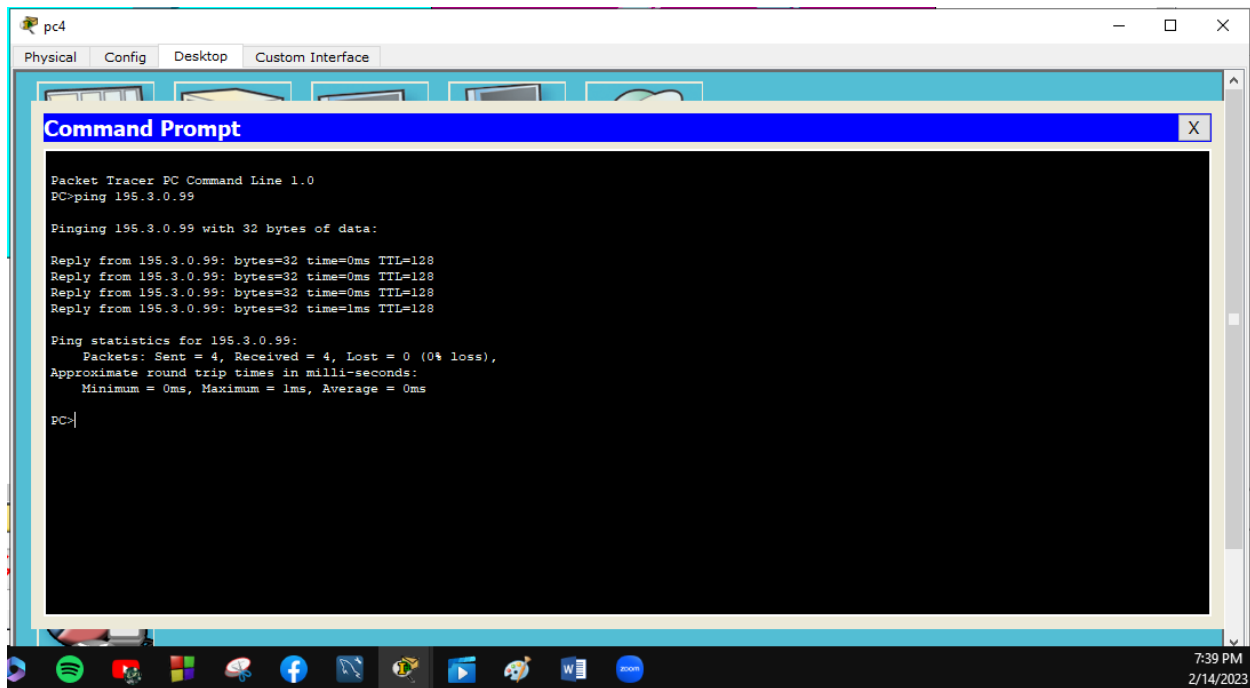 pc4
Physical Config Desktop Custom Interface
Command Prompt
X
Packet Tracer PC Command Line 1.0
PC>ping 195.3.0.99
Pinging 195.3.0.99 with 32 bytes of data:
Reply from 195.3.0.99: bytes=32 time=0ms TTL=128
Reply from 195.3.0.99: bytes=32 time=0ms TTL=128
Reply from 195.3.0.99: bytes=32 time=0ms TTL=128
Reply from 195.3.0.99: bytes=32 time=1ms TTL=128
Ping statistics for 195.3.0.99:
Packets: Sent = 4, Received = 4, Lost = 0 (0% loss),
Approximate round trip times in milli-seconds:
Minimum = 0ms, Maximum = 1ms, Average = 0ms
PC>
W
zoom
7:39 PM
2/14/2023